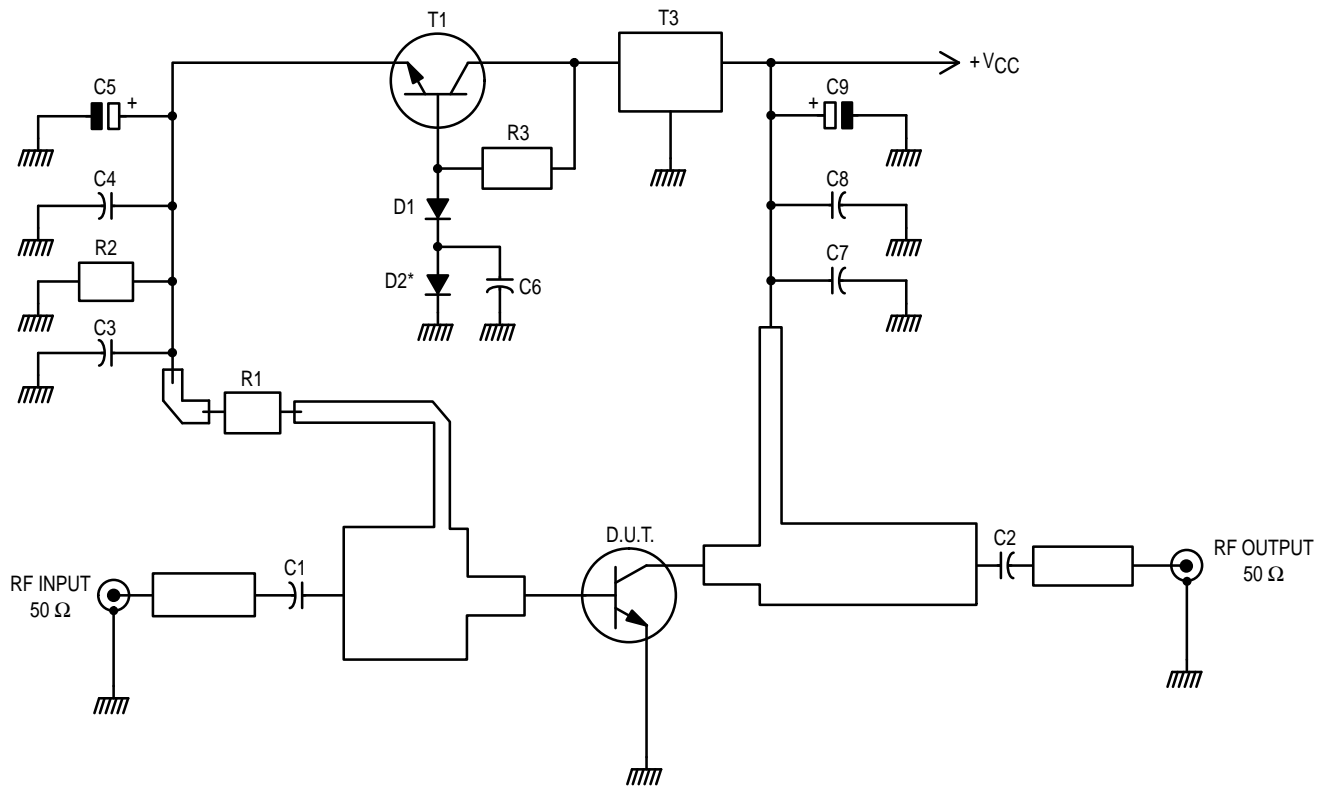 T1
T3
+ VCC
C5
+
+
C9
R3
C4
D1
C8
R2
D2*
C6
C7
C3
R1
D.U.T.
C2
RF OUTPUT
50 Ω
C1
RF INPUT
50 Ω